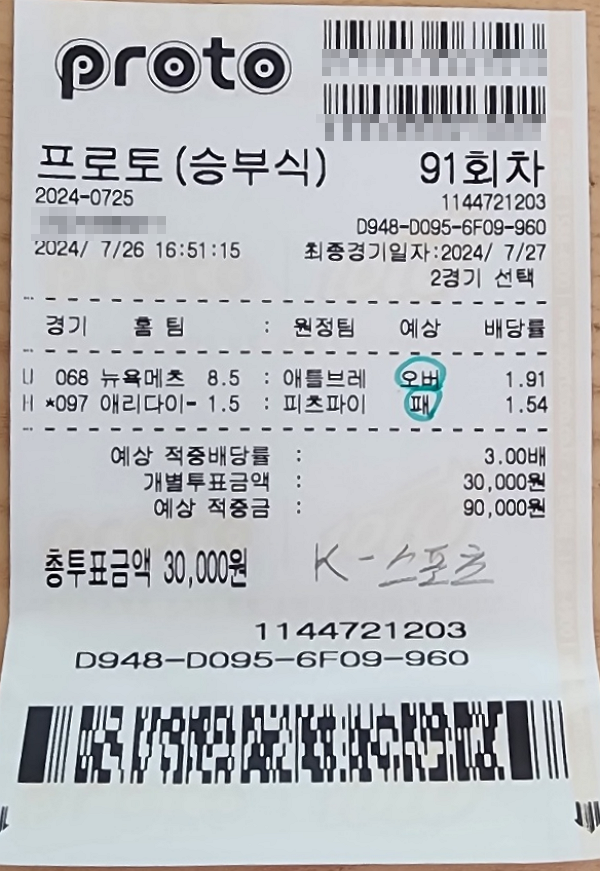 proto
프로토(승부식) 91회차
2024-0725
1144721203
D948-D095-6F09-960
2024/ 7/26 16:51:15 최종경기일자:2024/ 7/27
2경기 선택
경기 홈 팀 : 원정팀 예상 배당률
U 068 뉴욕메츠 8.5 : 애틀브레 오버 1.91
H *097 애리다이- 1.5 : 피츠파이 패 1.54
예상 적중배당률 : 3.00배
개별투표금액 : 30,000원
예상 적중금 : 90,000원
총투표금액 30,000원 K-스포츠
1144721203
D948-D095-6F09-960